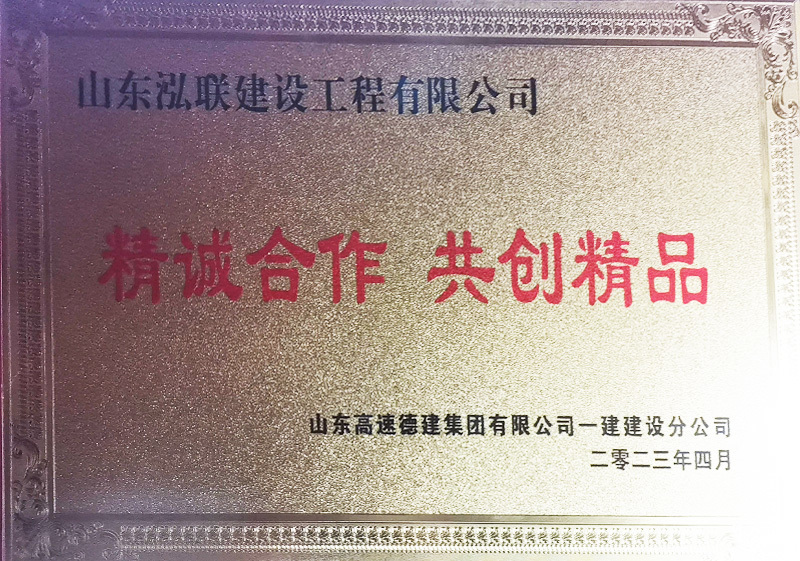 山东泓联建设工程有限公司
精诚合作 共创精品
山东高速德建集团有限公司一建建设分公司
二零二三年四月